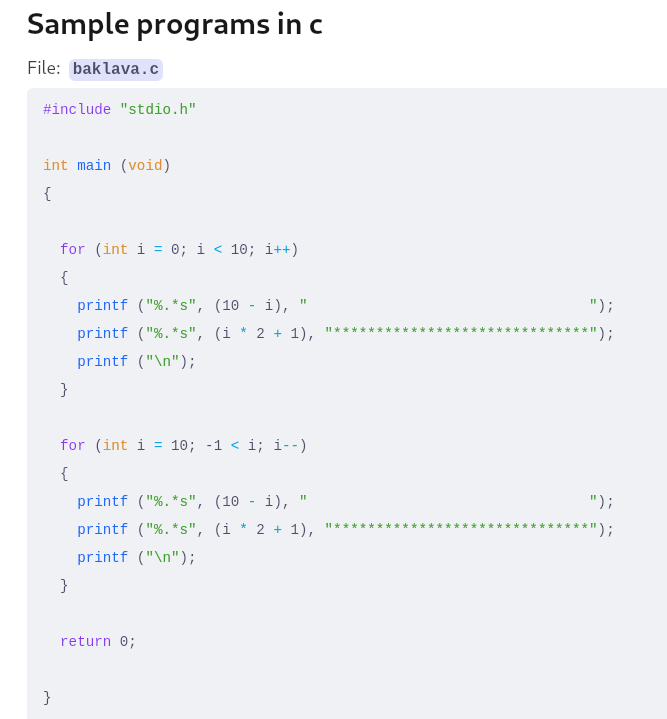 Sample programs in c
File: baklava.c
#include "stdio.h"
int main (void)
{
  for (int i = 0; i < 10; i++)
  {
    printf ("%.*s", (10 - i), "                                 ");
    printf ("%.*s", (i * 2 + 1), "******************************");
    printf ("\n");
  }
  for (int i = 10; -1 < i; i--)
  {
    printf ("%.*s", (10 - i), "                                 ");
    printf ("%.*s", (i * 2 + 1), "******************************");
    printf ("\n");
  }
  return 0;
}